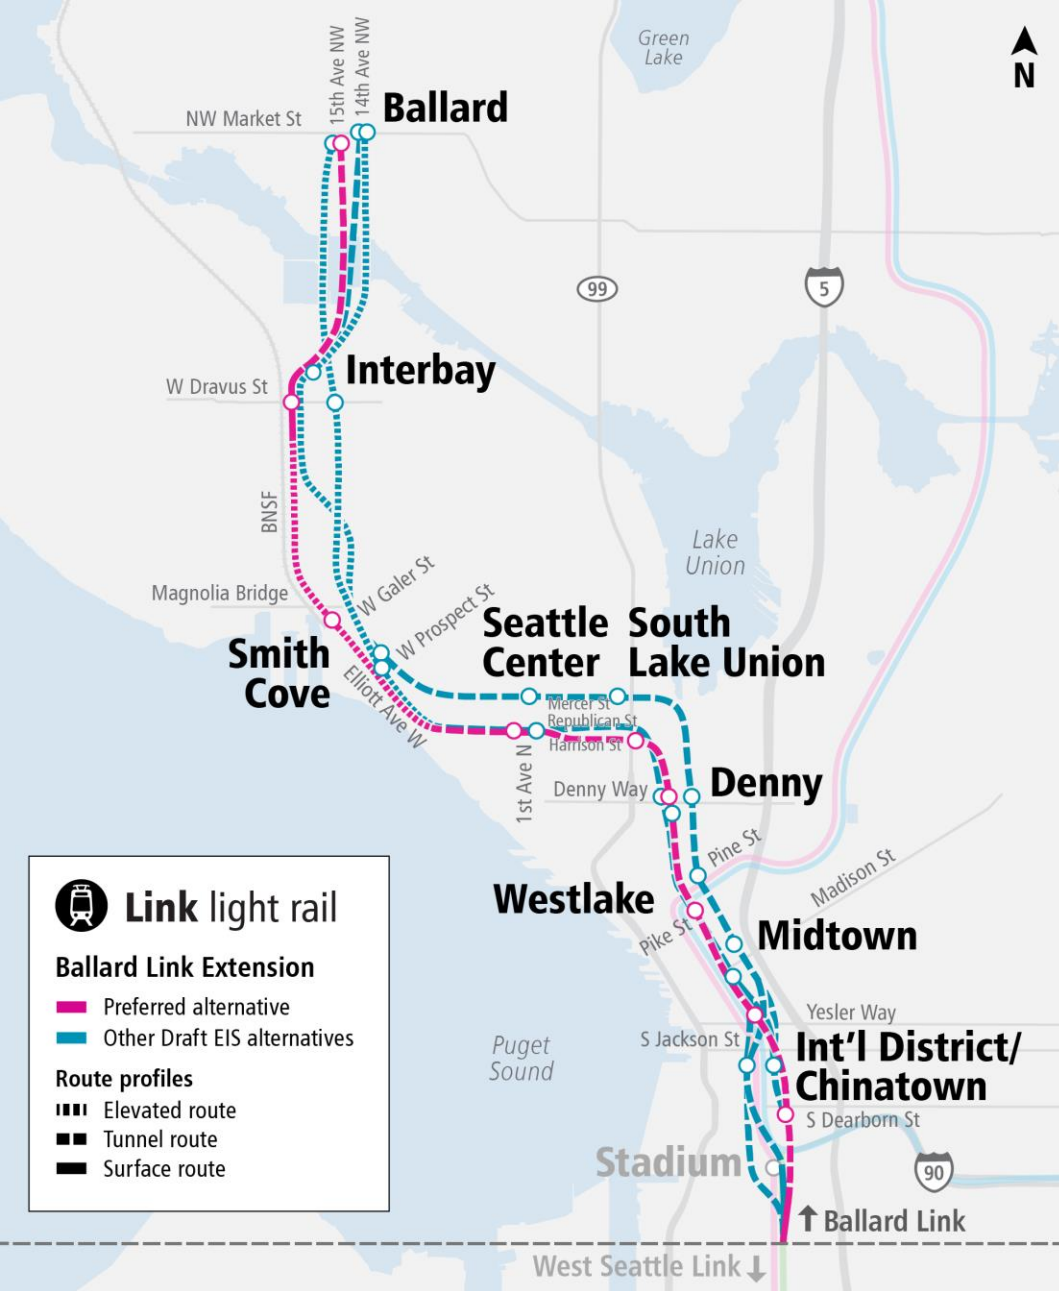 Green
Lake
N
15th Ave NW
14th Ave NW
Ballard
NW Market St
99
5
Interbay
W Dravus St
BNSF
Lake
Union
Magnolia Bridge
W Galer St
W Prospect St
Seattle
Center
South
Lake Union
Smith
Cove
Elliott Ave W
Mercer St
Republican St
Harrison St
1st Ave N
Denny Way
Denny
Pine St
Madison St
Westlake
Pike St
Midtown
Yesler Way
S Jackson St
Int'l District/
Chinatown
Puget
Sound
S Dearborn St
Stadium
90
Ballard Link
West Seattle Link
Link light rail
Ballard Link Extension
Preferred alternative
Other Draft EIS alternatives
Route profiles
Elevated route
Tunnel route
Surface route